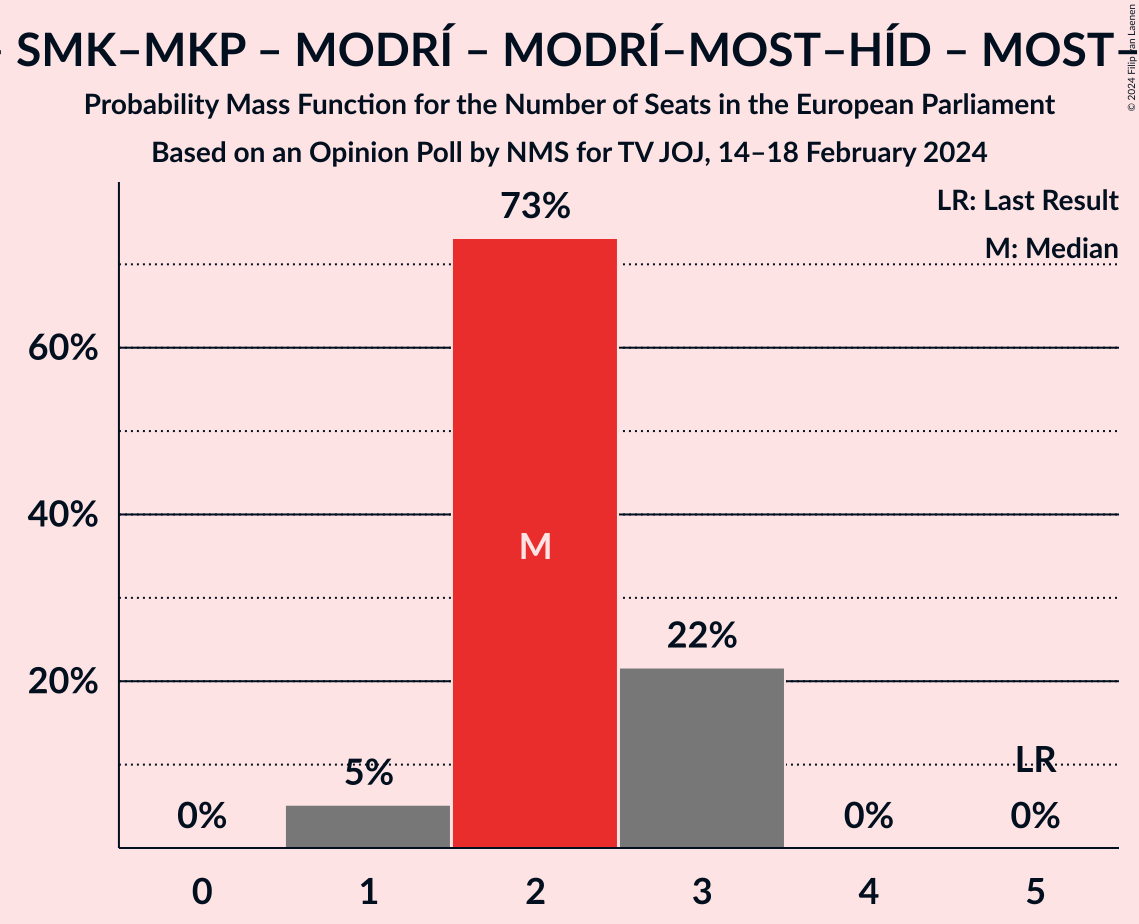 – SMK–MKP – MODRÍ – MODRÍ–MOST–HÍD – MOST–
Probability Mass Function for the Number of Seats in the European Parliament
Based on an Opinion Poll by NMS for TV JOJ, 14–18 February 2024
© 2024 Filip van Laenen
LR: Last Result
M: Median
73%
60%
40%
M
22%
20%
LR
5%
0%
0%
0%
0 1 2 3 4 5